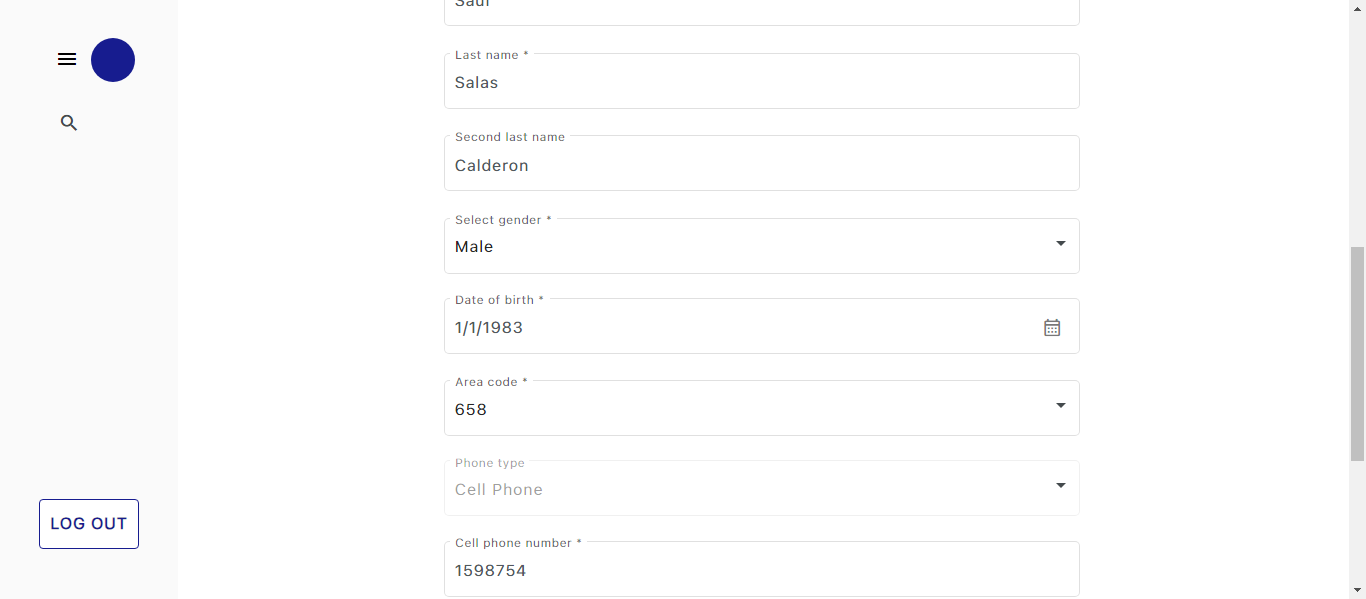 Last name *
Salas
Second last name
Calderon
Select gender *
Male
Date of birth *
1/1/1983
Area code *
658
Phone type
Cell Phone
Cell phone number *
1598754
LOG OUT